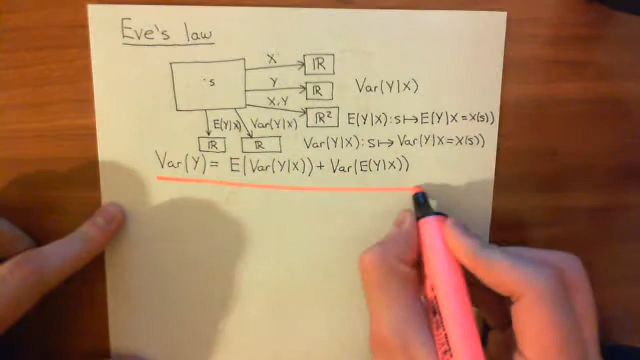 Eve's law
X
ℝ
·s
Y
ℝ
Var(Y|X)
X,Y
ℝ²
E(Y|X): s ↦ E(Y|X=X(s))
E(Y|X)
Var(Y|X)
ℝ
ℝ
Var(Y|X): s ↦ Var(Y|X=X(s))
Var(Y) = E(Var(Y|X)) + Var(E(Y|X))